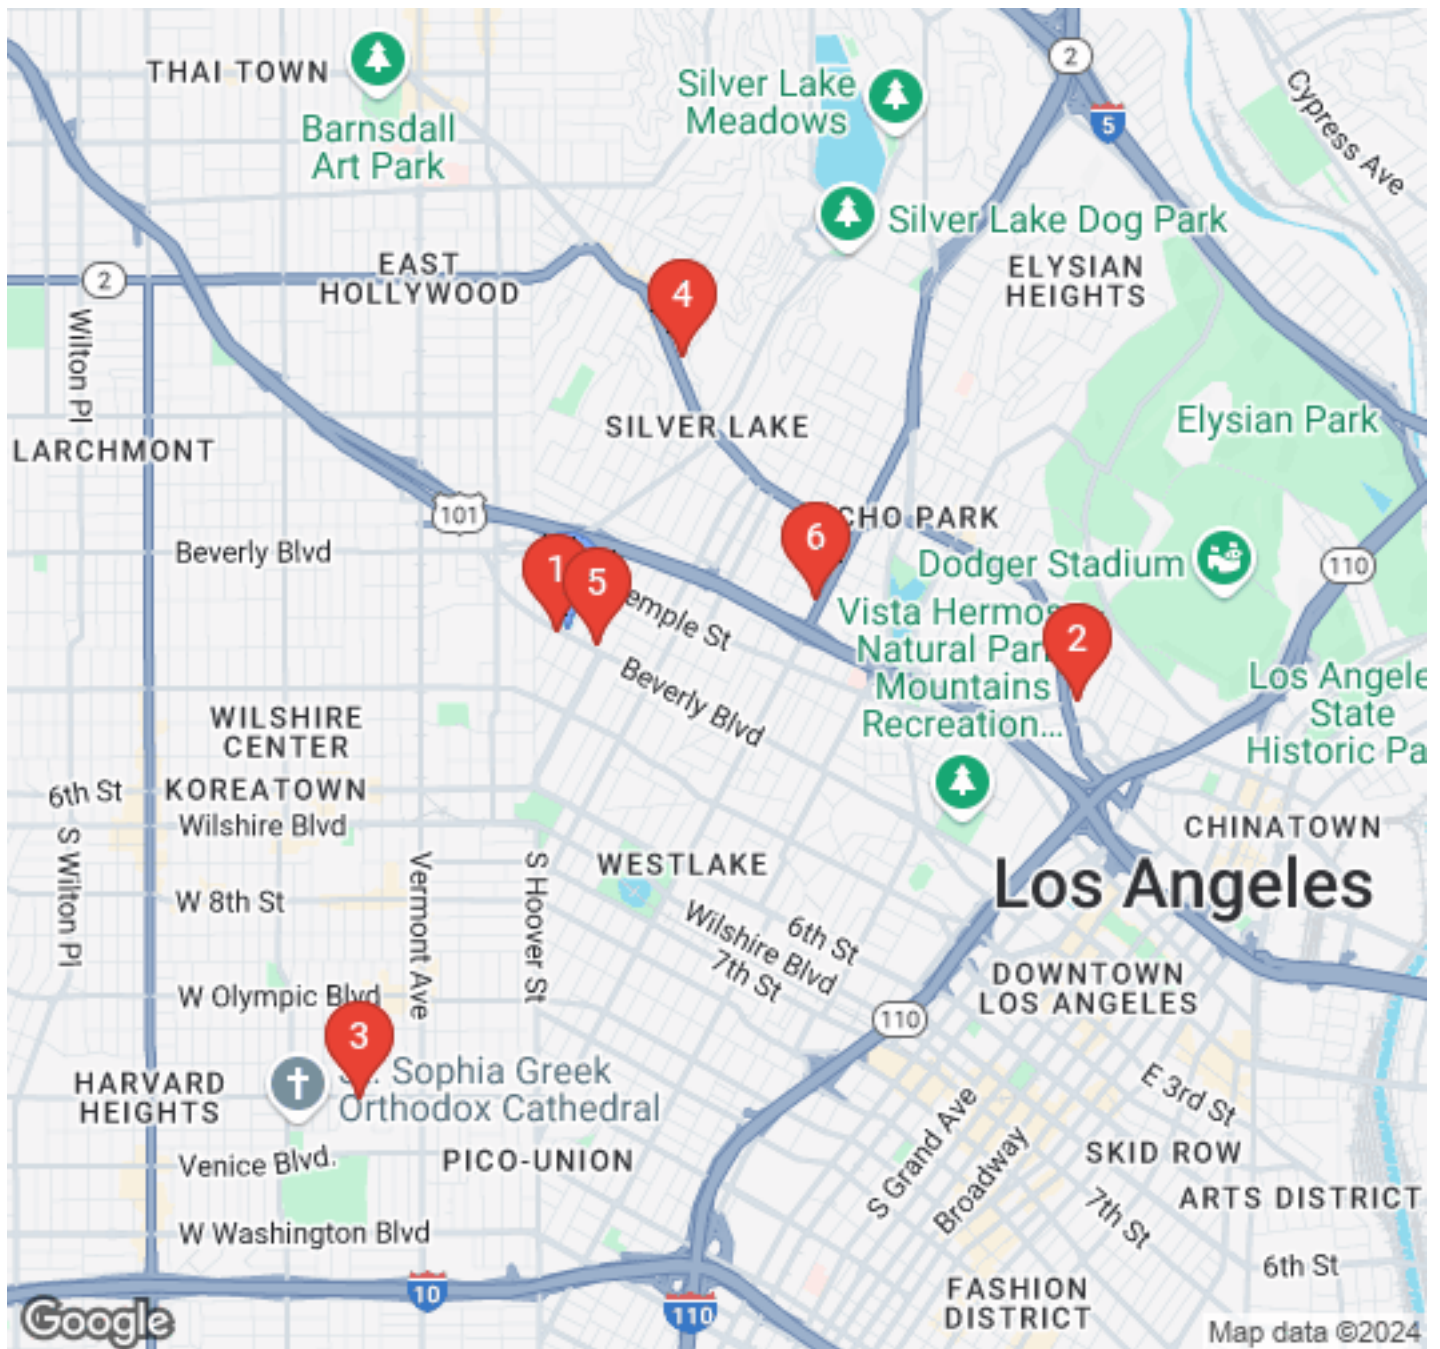 THAI TOWN
Barnsdall
Art Park
Silver Lake
Meadows
2
5
Cypress Ave
Silver Lake Dog Park
EAST
HOLLYWOOD
2
ELYSIAN
HEIGHTS
4
Wilton Pl
SILVER LAKE
Elysian Park
LARCHMONT
101
6
CHO PARK
Beverly Blvd
1
5
Dodger Stadium
110
emple St
Vista Hermos
Natural Par
Mountains
Recreation...
2
Beverly Blvd
Los Angele
State
Historic Pa
WILSHIRE
CENTER
6th St
KOREATOWN
Wilshire Blvd
CHINATOWN
S Wilton Pl
Vermont Ave
S Hoover St
WESTLAKE
Los Angeles
W 8th St
6th St
Wilshire Blvd
7th St
DOWNTOWN
LOS ANGELES
W Olympic Blvd
110
3
Sophia Greek
Orthodox Cathedral
HARVARD
HEIGHTS
E 3rd St
S Grand Ave
Broadway
SKID ROW
Venice Blvd.
PICO-UNION
ARTS DISTRICT
7th St
W Washington Blvd
6th St
10
110
FASHION
DISTRICT
Google
Map data ©2024